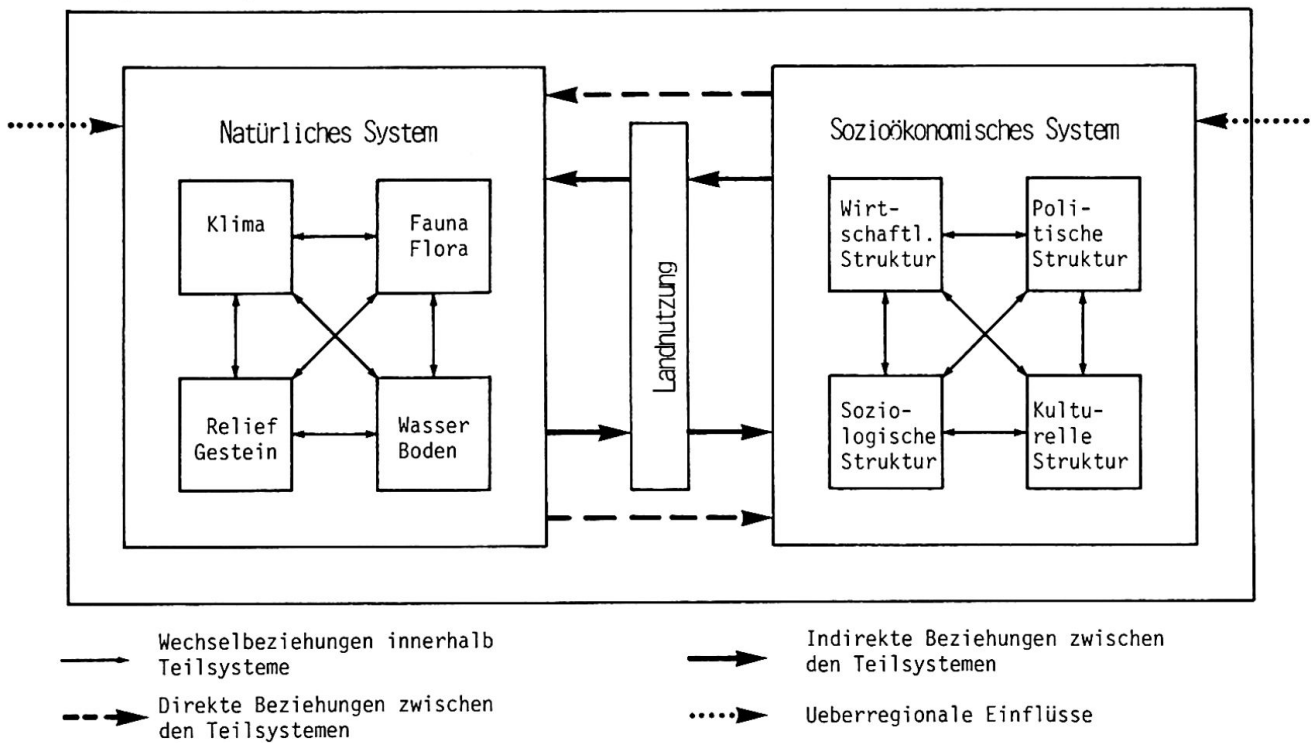 Natürliches System
Klima
Fauna
Flora
Relief
Gestein
Wasser
Boden
Landnutzung
Sozioökonomisches System
Wirt-
schaftl.
Struktur
Poli-
tische
Struktur
Sozio-
logische
Struktur
Kultu-
relle
Struktur
Wechselbeziehungen innerhalb
Teilsysteme
Direkte Beziehungen zwischen
den Teilsystemen
Indirekte Beziehungen zwischen
den Teilsystemen
Ueberregionale Einflüsse